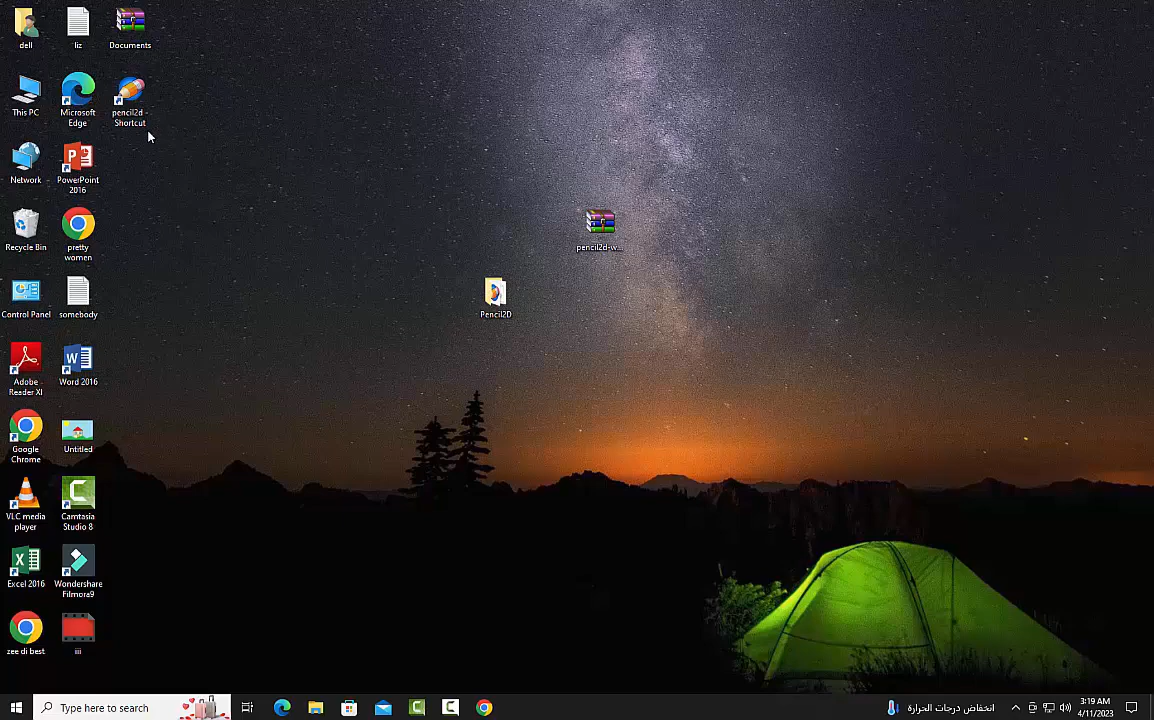 dell
liz
Documents
This PC
Microsoft
Edge
pencil2d -
Shortcut
Network
PowerPoint
2016
Recycle Bin
pretty
women
pencil2d-w...
Control Panel
somebody
Pencil2D
Adobe
Reader XI
Word 2016
Google
Chrome
Untitled
VLC media
player
Camtasia
Studio 8
Excel 2016
Wondershare
Filmora9
zee di best
iii
Type here to search
انخفاض درجات الحرارة
3:19 AM
4/11/2023